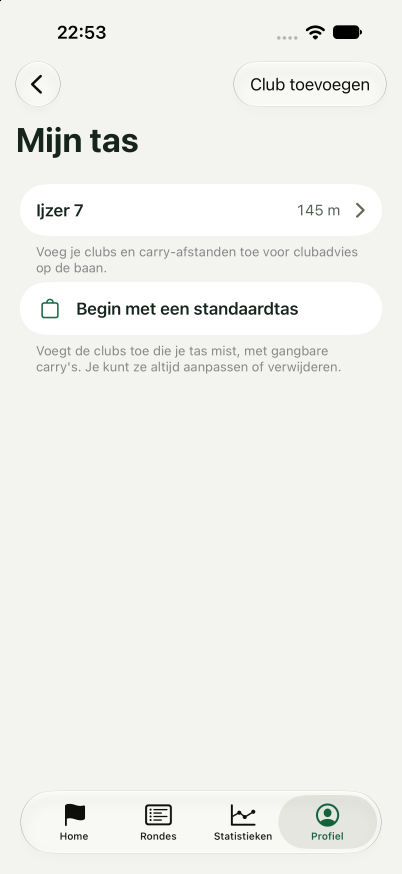 22:53
Club toevoegen
Mijn tas
Ijzer 7
145 m
Voeg je clubs en carry-afstanden toe voor clubadvies
op de baan.
Begin met een standaardtas
Voegt de clubs toe die je tas mist, met gangbare
carry's. Je kunt ze altijd aanpassen of verwijderen.
Home
Rondes
Statistieken
Profiel